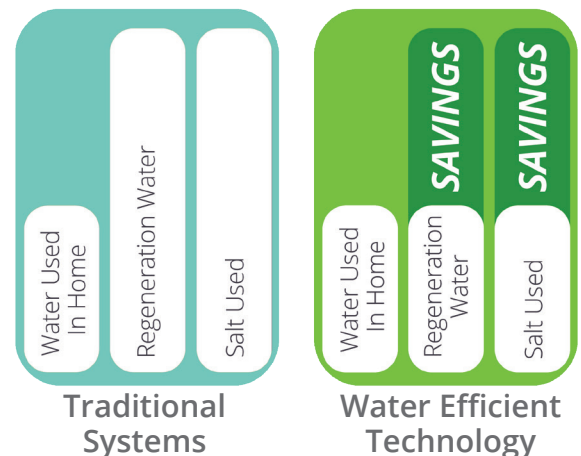 Water Used
In Home
Regeneration Water
Salt Used
Traditional
Systems
Water Used
In Home
SAVINGS
Regeneration
Water
SAVINGS
Salt Used
Water Efficient
Technology